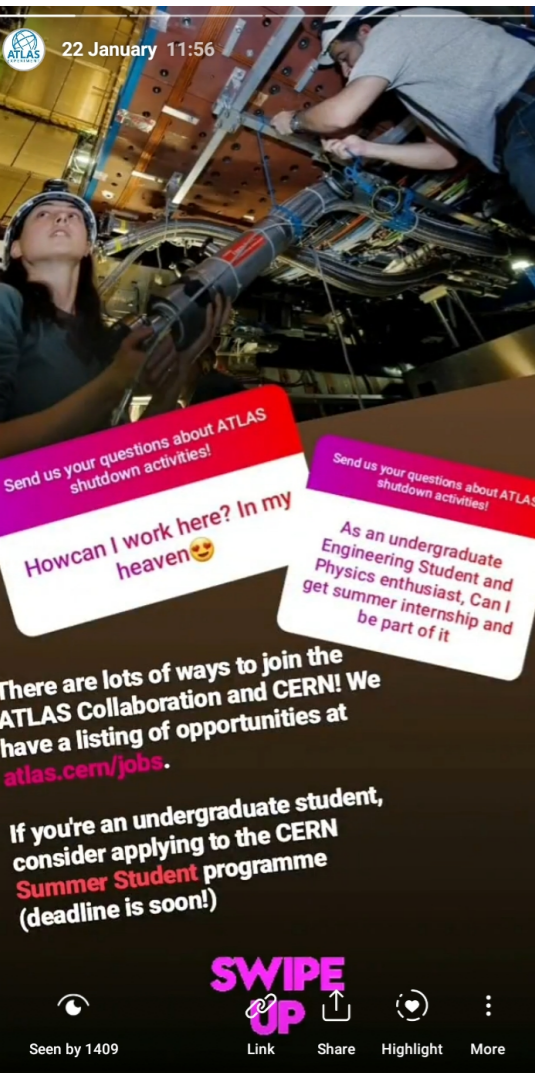 ATLAS
EXPERIMENT
22 January 11:56
Send us your questions about ATLAS
shutdown activities!
Howcan I work here? In my
heaven😍
Send us your questions about ATLAS
shutdown activities!
As an undergraduate
Engineering Student and
Physics enthusiast, Can I
get summer internship and
be part of it
There are lots of ways to join the
ATLAS Collaboration and CERN! We
have a listing of opportunities at
atlas.cern/jobs.
If you're an undergraduate student,
consider applying to the CERN
Summer Student programme
(deadline is soon!)
SWIPE
UP
Seen by 1409
Link
Share
Highlight
More